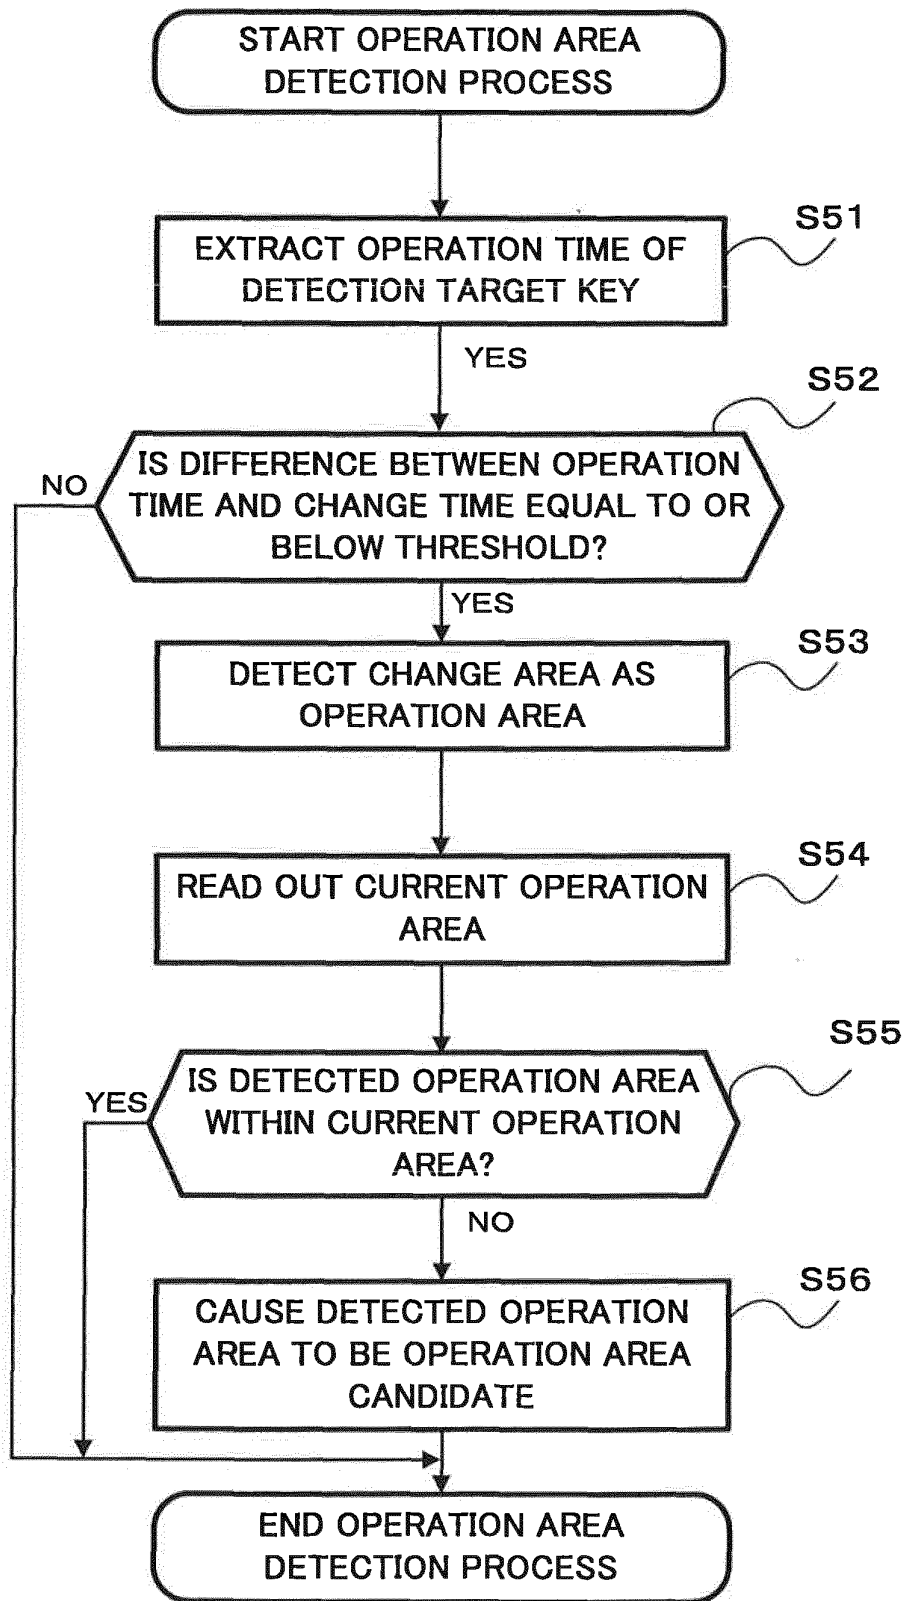 START OPERATION AREA
DETECTION PROCESS
S51
EXTRACT OPERATION TIME OF
DETECTION TARGET KEY
YES
S52
IS DIFFERENCE BETWEEN OPERATION
TIME AND CHANGE TIME EQUAL TO OR
BELOW THRESHOLD?
NO
YES
S53
DETECT CHANGE AREA AS
OPERATION AREA
S54
READ OUT CURRENT OPERATION
AREA
S55
IS DETECTED OPERATION AREA
WITHIN CURRENT OPERATION
AREA?
YES
NO
S56
CAUSE DETECTED OPERATION
AREA TO BE OPERATION AREA
CANDIDATE
END OPERATION AREA
DETECTION PROCESS